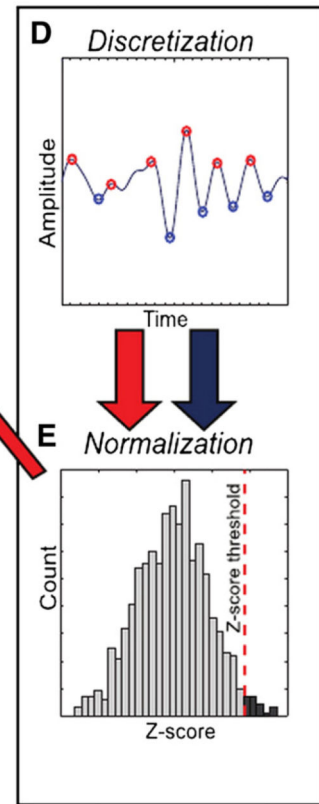 D
Discretization
Amplitude
Time
E
Normalization
Count
Z-score threshold
Z-score